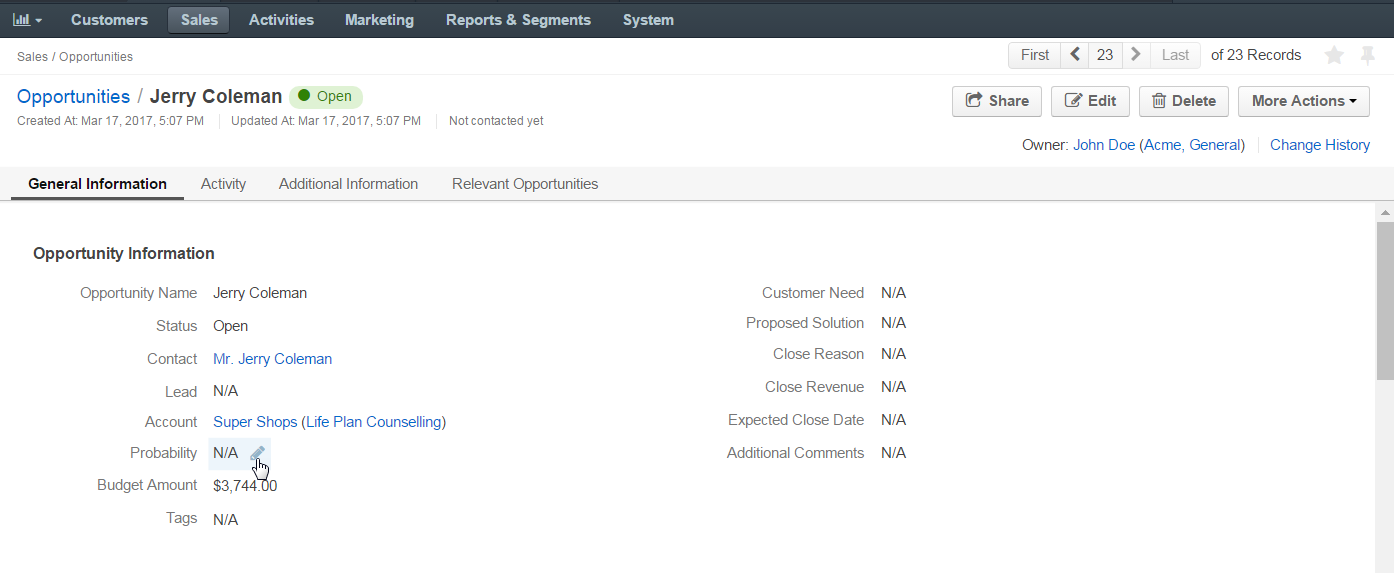 Customers Sales Activities Marketing Reports & Segments System
Sales / Opportunities
First 23 Last of 23 Records
Opportunities / Jerry Coleman Open
Share Edit Delete More Actions
Created At: Mar 17, 2017, 5:07 PM Updated At: Mar 17, 2017, 5:07 PM Not contacted yet
Owner: John Doe (Acme, General) Change History
General Information Activity Additional Information Relevant Opportunities
Opportunity Information
Opportunity Name Jerry Coleman
Status Open
Contact Mr. Jerry Coleman
Lead N/A
Account Super Shops (Life Plan Counselling)
Probability N/A
Budget Amount $3,744.00
Tags N/A
Customer Need N/A
Proposed Solution N/A
Close Reason N/A
Close Revenue N/A
Expected Close Date N/A
Additional Comments N/A